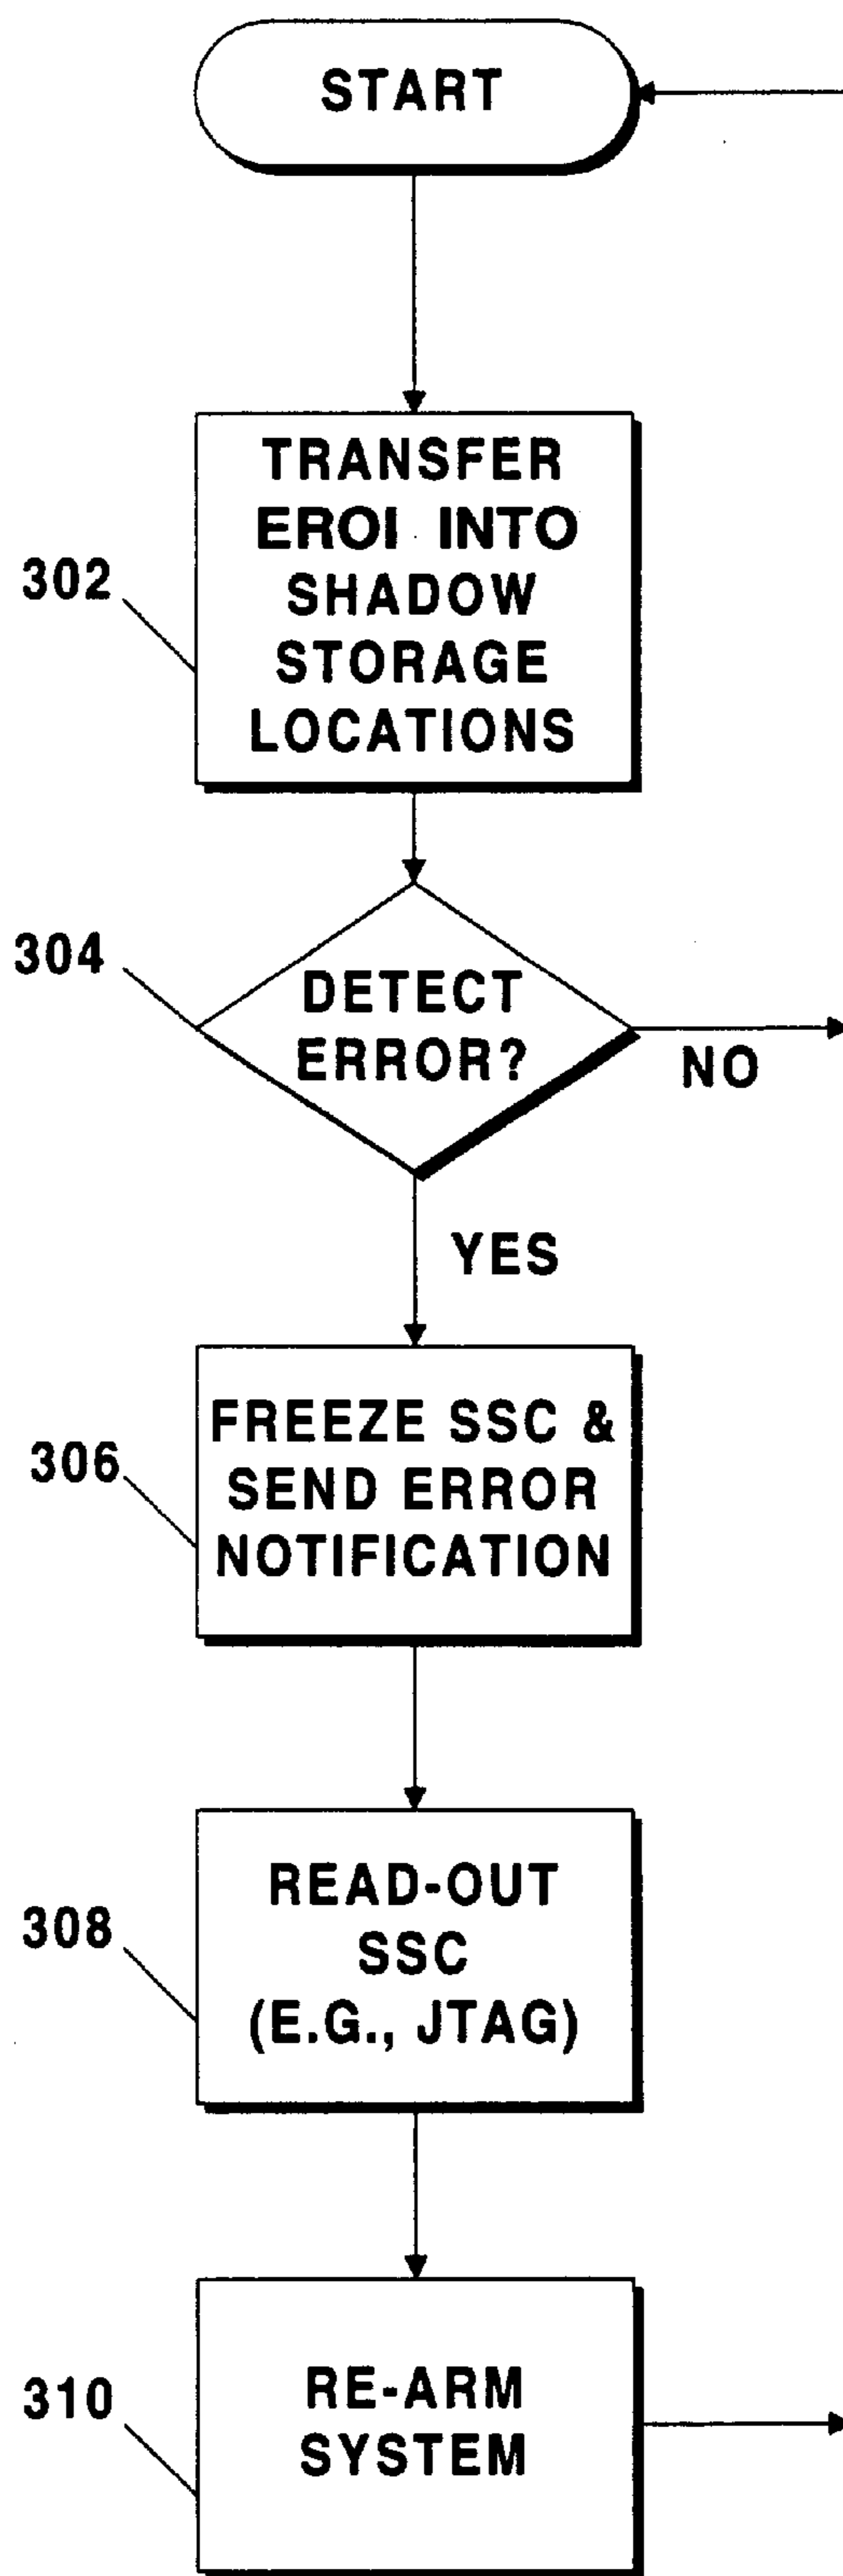 START
TRANSFER
EROI INTO
SHADOW
STORAGE
LOCATIONS
302
DETECT
ERROR?
304
NO
YES
FREEZE SSC &
SEND ERROR
NOTIFICATION
306
READ-OUT
SSC
(E.G., JTAG)
308
RE-ARM
SYSTEM
310